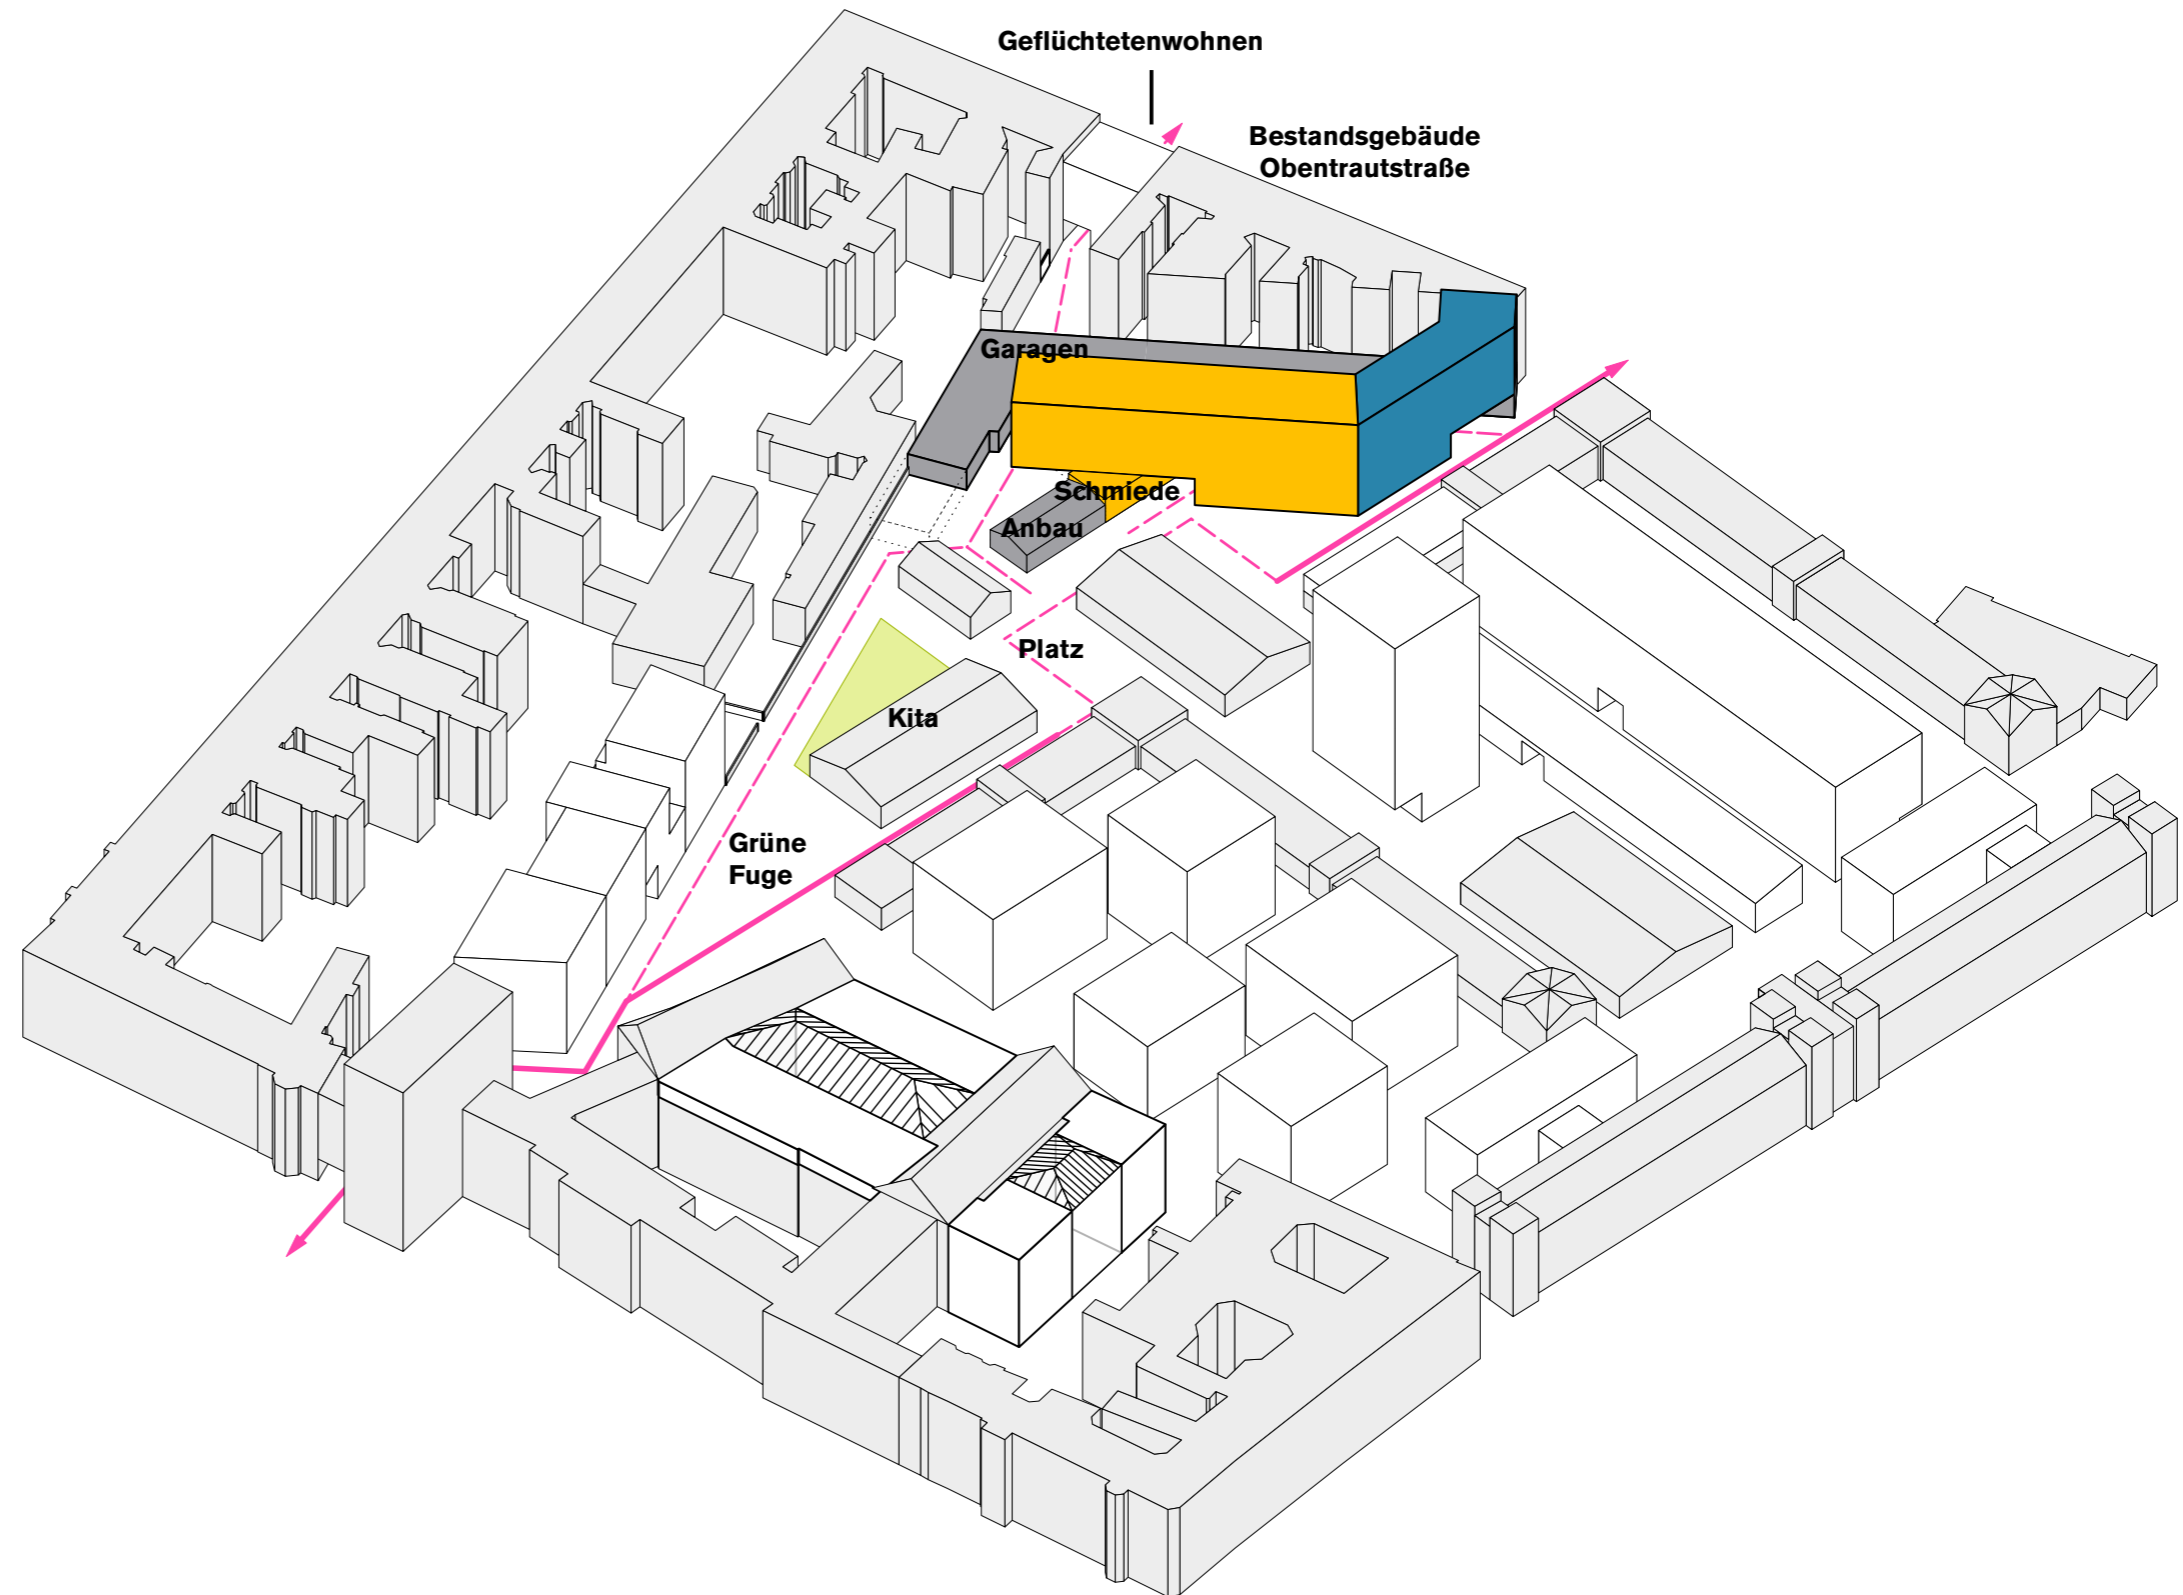 Geflüchtetenwohnen
Bestandsgebäude
Obentrautstraße
Garagen
Schmiede
Anbau
Platz
Kita
Grüne
Fuge